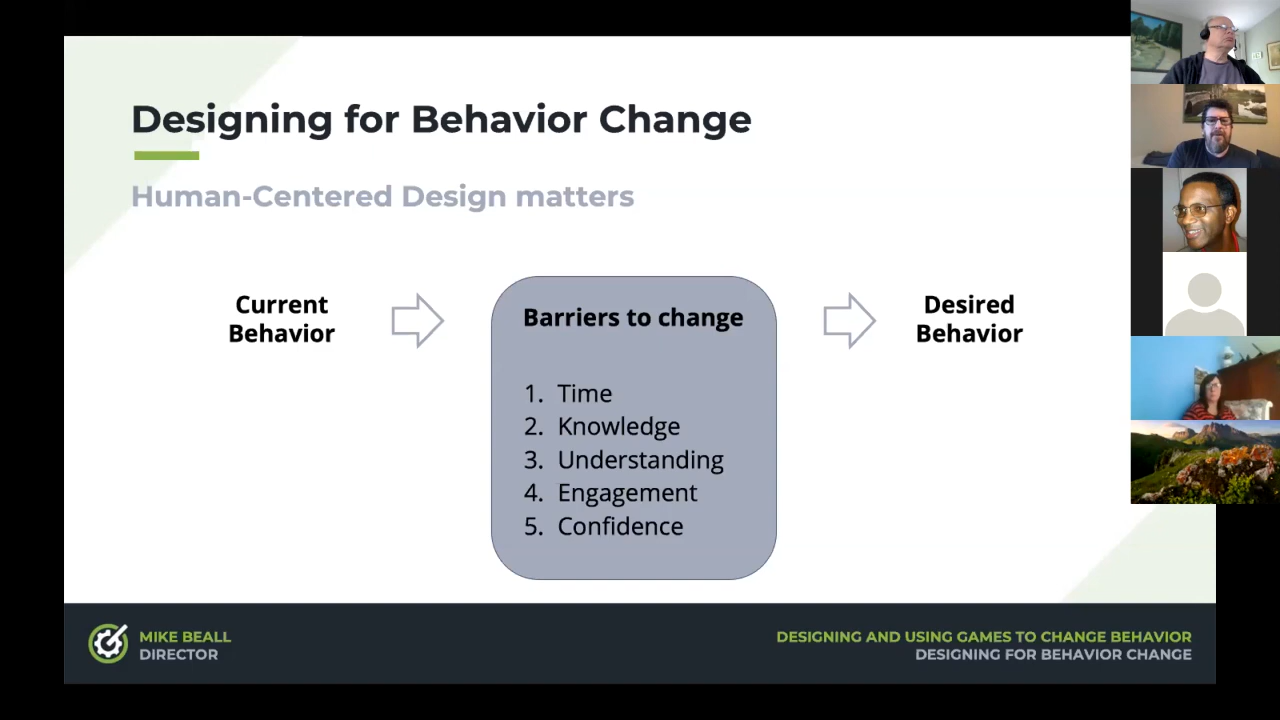 Designing for Behavior Change
Human-Centered Design matters
Current
Behavior
Barriers to change
1. Time
2. Knowledge
3. Understanding
4. Engagement
5. Confidence
Desired
Behavior
MIKE BEALL
DIRECTOR
DESIGNING AND USING GAMES TO CHANGE BEHAVIOR
DESIGNING FOR BEHAVIOR CHANGE